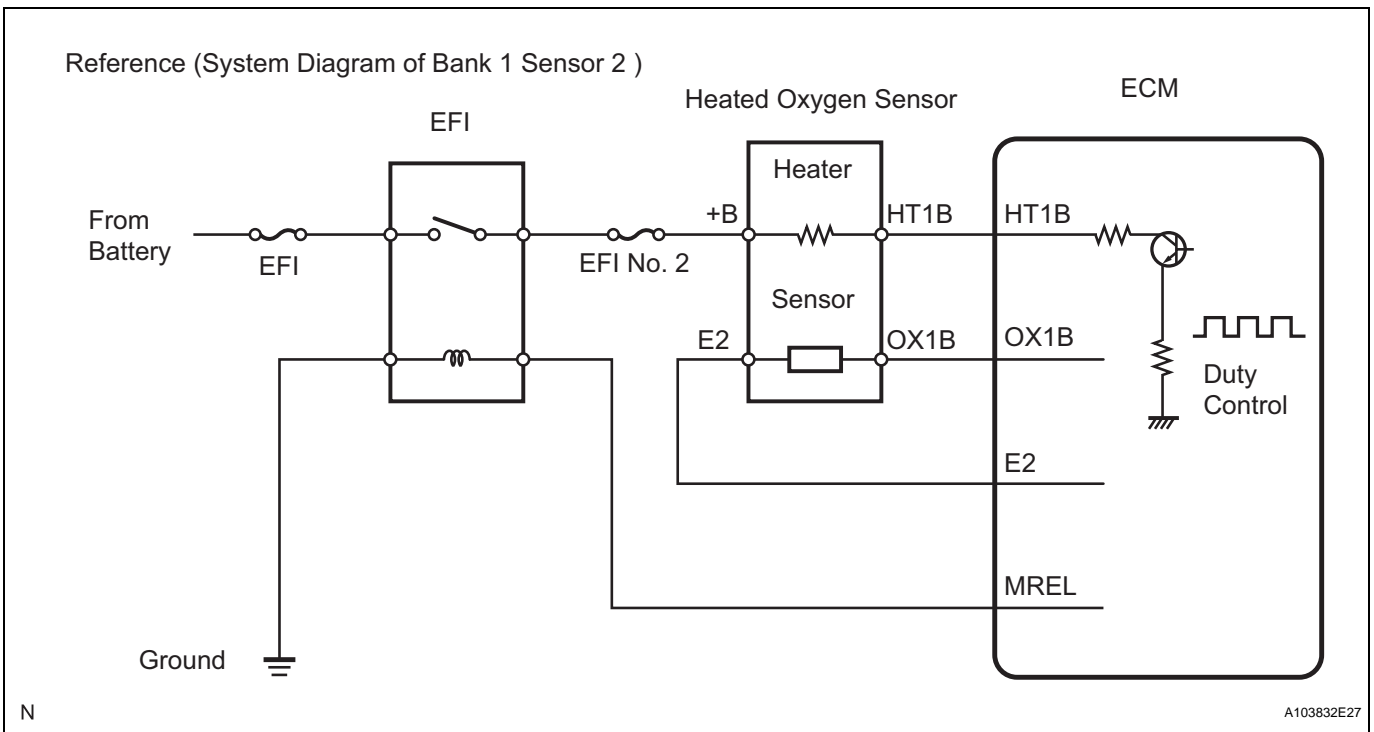 Reference (System Diagram of Bank 1 Sensor 2 )
ECM
Heated Oxygen Sensor
EFI
Heater
+B
HT1B
HT1B
From
Battery
EFI
EFI No. 2
Sensor
E2
OX1B
OX1B
Duty
Control
E2
MREL
Ground
N
A103832E27